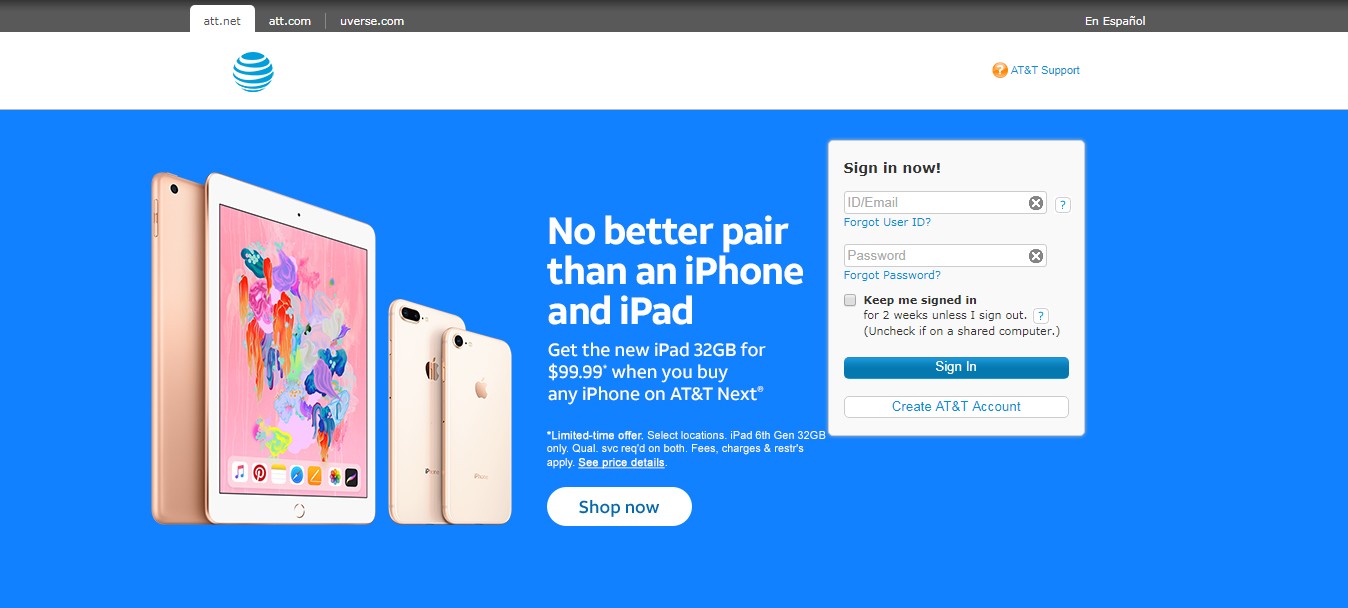 att.net
att.com
uverse.com
En Español
? AT&T Support
No better pair
than an iPhone
and iPad
Get the new iPad 32GB for
$99.99* when you buy
any iPhone on AT&T Next®
*Limited-time offer. Select locations. iPad 6th Gen 32GB
only. Qual. svc req'd on both. Fees, charges & restr's
apply. See price details.
Shop now
Sign in now!
ID/Email
?
Forgot User ID?
Password
Forgot Password?
Keep me signed in
for 2 weeks unless I sign out. ?
(Uncheck if on a shared computer.)
Sign In
Create AT&T Account